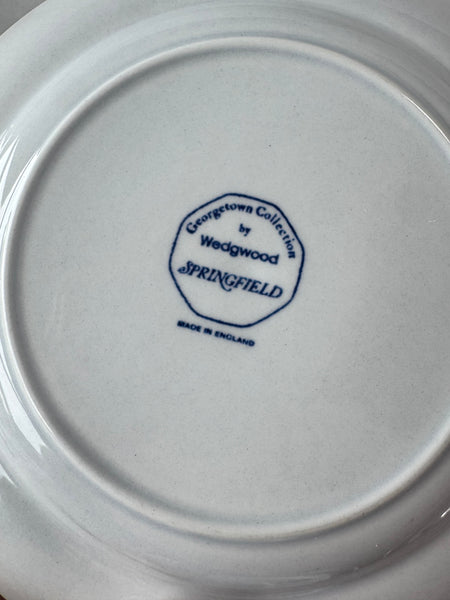 Georgetown Collection
by
Wedgwood
SPRINGFIELD
MADE IN ENGLAND